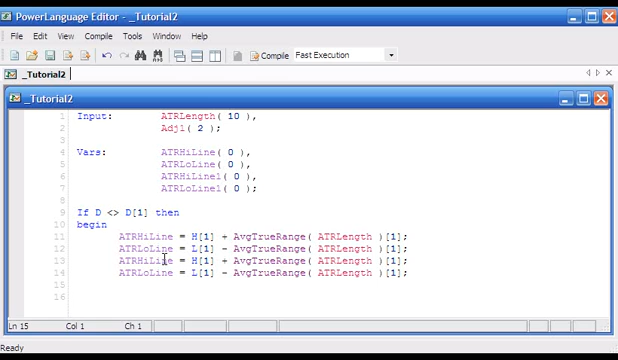 PowerLanguage Editor - _Tutorial2
File Edit View Compile Tools Window Help
Compile Fast Execution
_Tutorial2
_Tutorial2
1 Input: ATRLength( 10 ),
2 Adj1( 2 );
3
4 Vars: ATRHiLine( 0 ),
5 ATRLoLine( 0 ),
6 ATRHiLine1( 0 ),
7 ATRLoLine1( 0 );
8
9 If D <> D[1] then
10 begin
11 ATRHiLine = H[1] + AvgTrueRange( ATRLength )[1];
12 ATRLoLine = L[1] - AvgTrueRange( ATRLength )[1];
13 ATRHiLine = H[1] + AvgTrueRange( ATRLength )[1];
14 ATRLoLine = L[1] - AvgTrueRange( ATRLength )[1];
15
16
Ln 15 Col 1 Ch 1
Ready